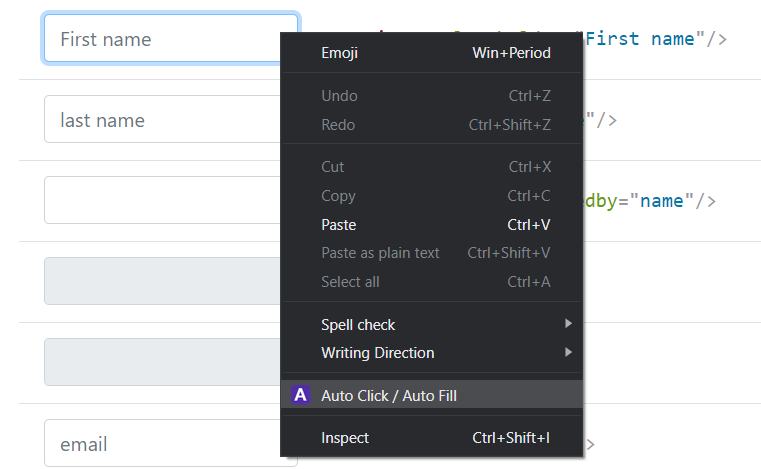 First name
"First name"/>
Emoji Win+Period
Undo Ctrl+Z
last name
"/>
Redo Ctrl+Shift+Z
Cut Ctrl+X
Copy Ctrl+C
dby="name"/>
Paste Ctrl+V
Paste as plain text Ctrl+Shift+V
Select all Ctrl+A
Spell check
Writing Direction
A Auto Click / Auto Fill
Inspect Ctrl+Shift+I
email
>